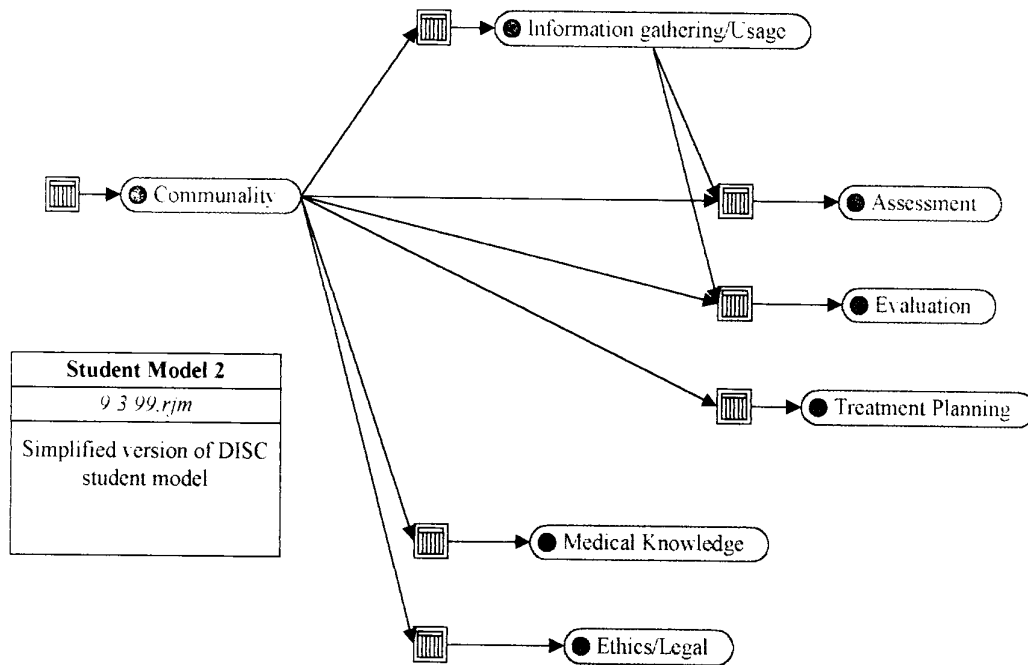 Information gathering/Usage
Communality
Assessment
Evaluation
Student Model 2
9 3 99.rjm
Simplified version of DISC
student model
Treatment Planning
Medical Knowledge
Ethics/Legal